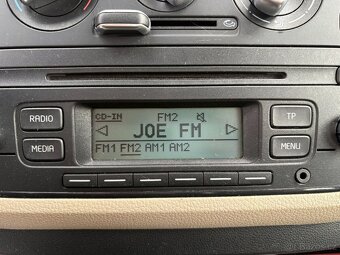 CD-IN FM2
RADIO TP
JOE FM
MEDIA MENU
FM1 FM2 AM1 AM2